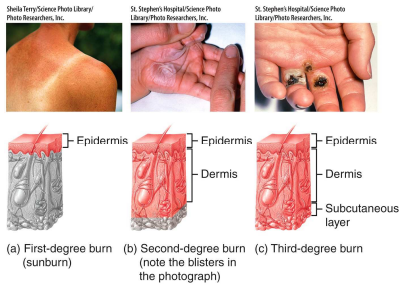 Sheila Terry/Science Photo Library/
Photo Researchers, Inc.
St. Stephen's Hospital/Science Photo
Library/Photo Researchers, Inc.
St. Stephen's Hospital/Science Photo
Library/Photo Researchers, Inc.
Epidermis
Epidermis
Dermis
Epidermis
Dermis
Subcutaneous
layer
(a) First-degree burn
(sunburn)
(b) Second-degree burn
(note the blisters in
the photograph)
(c) Third-degree burn